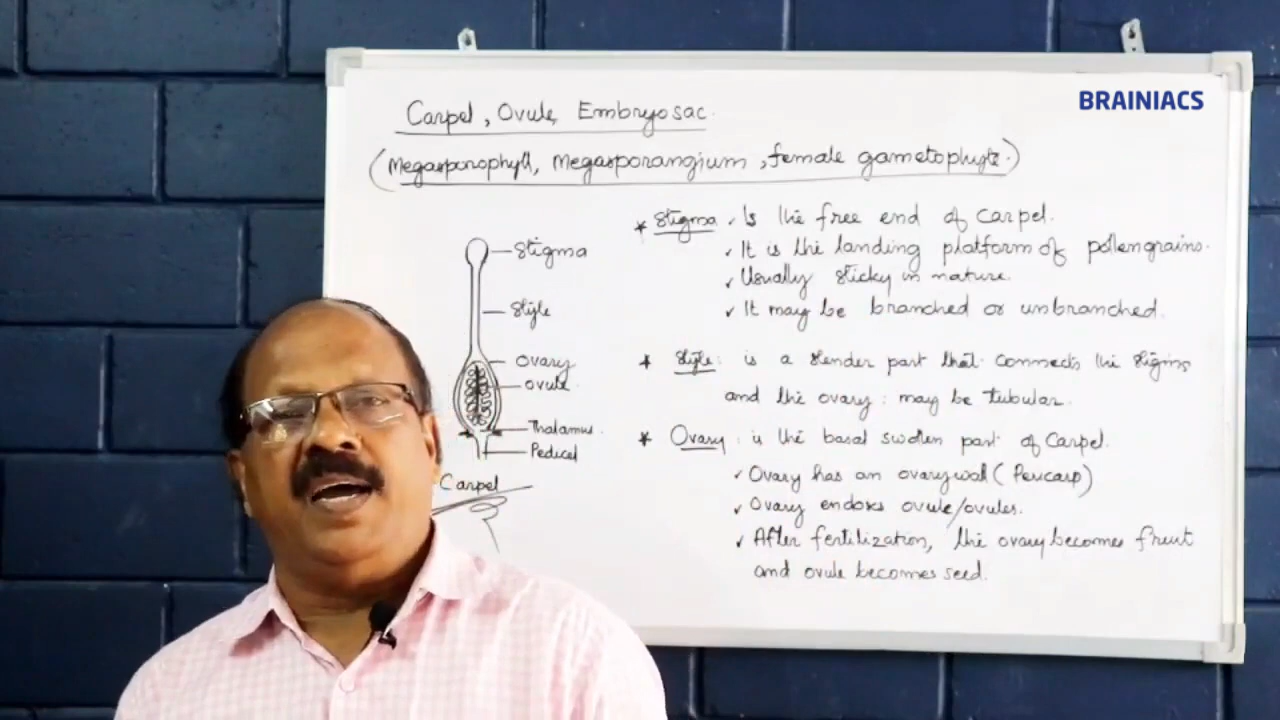 BRAINIACS
Carpel, Ovule, Embryosac.
(Megasporophyll, Megasporangium, female gametophyte.)
Stigma
Style
Ovary
Ovule
Thalamus
Pedicel
Carpel
* Stigma ✓ Is the free end of carpel.
✓ It is the landing platform of pollengrains.
✓ Usually sticky in nature.
✓ It may be branched or unbranched.
* Style: is a slender part that connects the stigma
and the ovary: may be tubular.
* Ovary: is the basal swollen part of carpel.
✓ Ovary has an ovarywall (Pericarp)
✓ Ovary encloses ovule/ovules.
✓ After fertilization, the ovary becomes fruit
and ovule becomes seed.